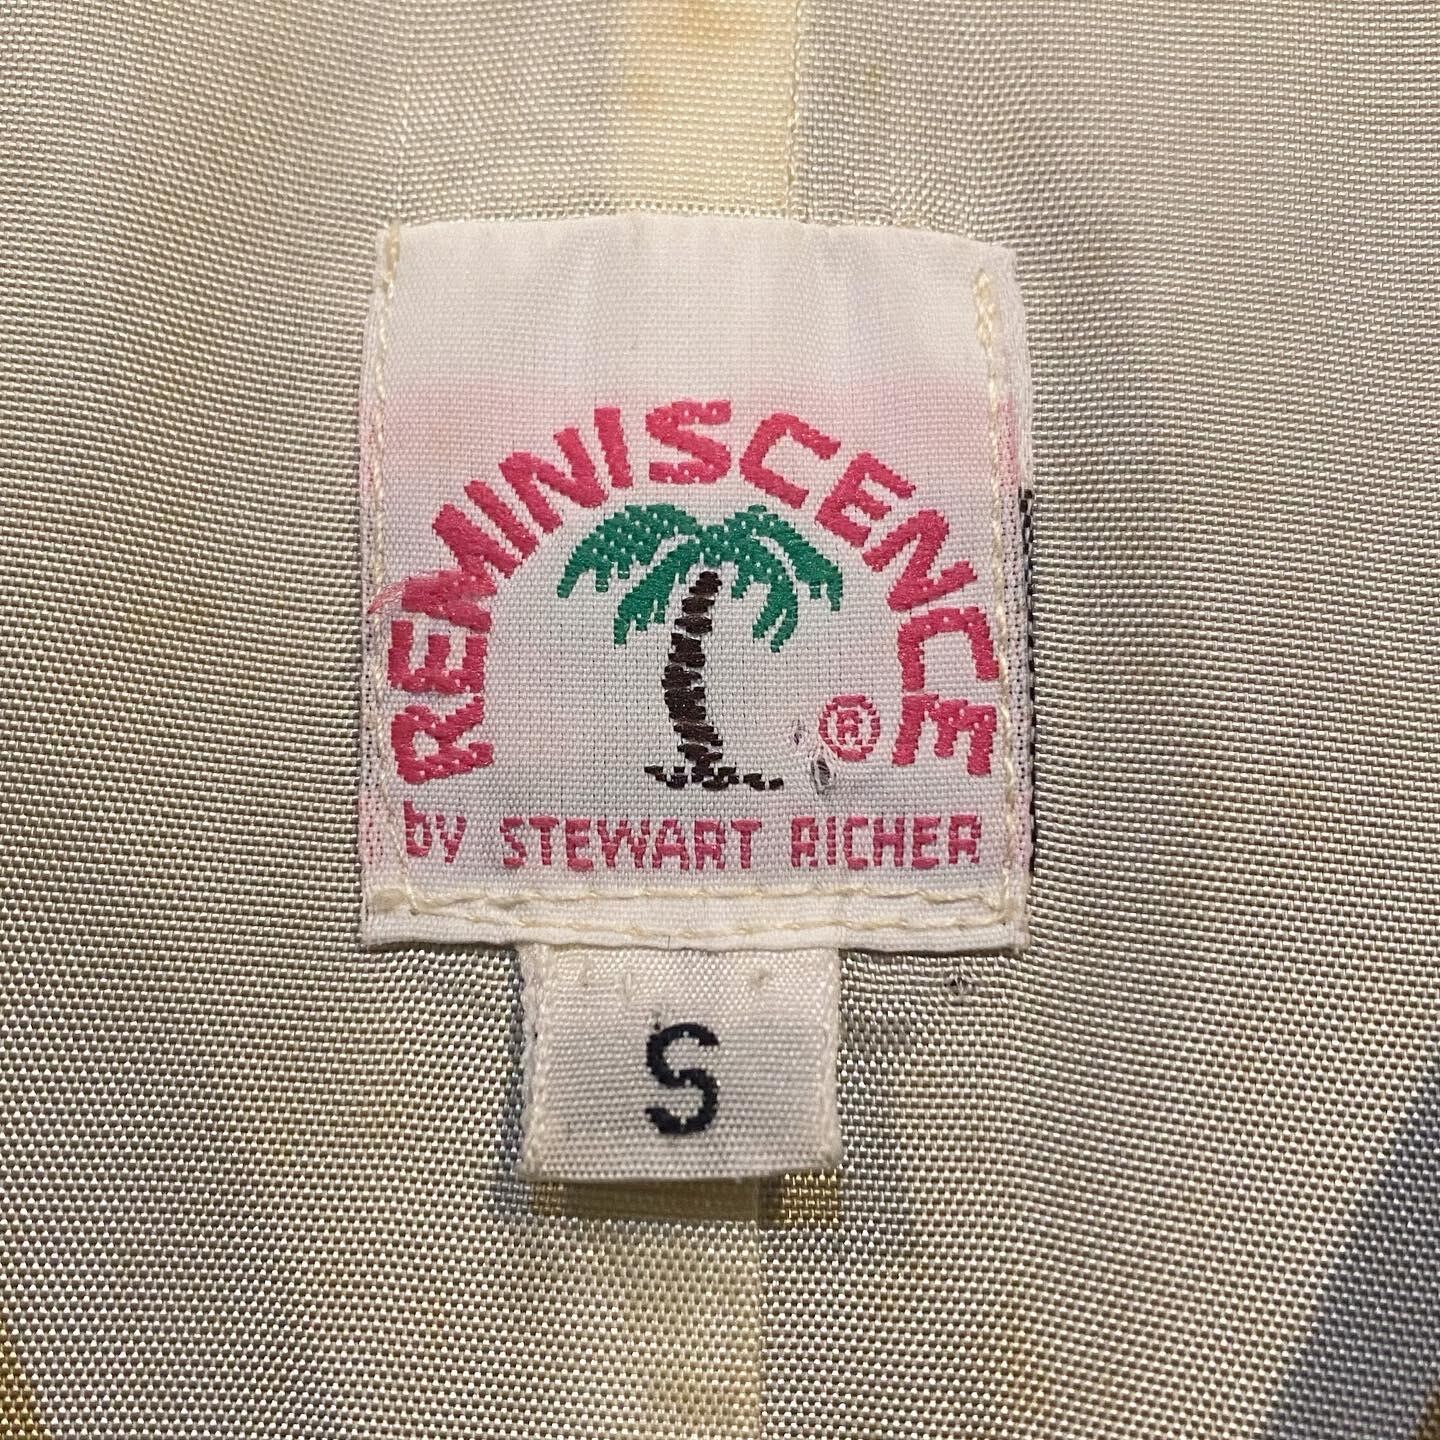 REMINISCENCE
®
by STEWART RICHER
S